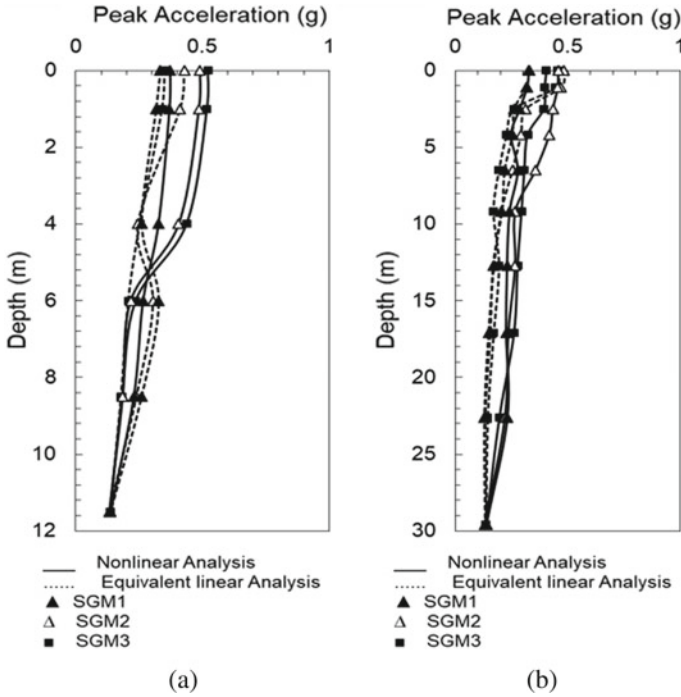 Peak Acceleration (g)
0 0.5 1
0
2
4
6
8
10
12
Depth (m)
Nonlinear Analysis
Equivalent linear Analysis
SGM1
SGM2
SGM3
(a)
Peak Acceleration (g)
0 0.5 1
0
5
10
15
20
25
30
Depth (m)
Nonlinear Analysis
Equivalent linear Analysis
SGM1
SGM2
SGM3
(b)